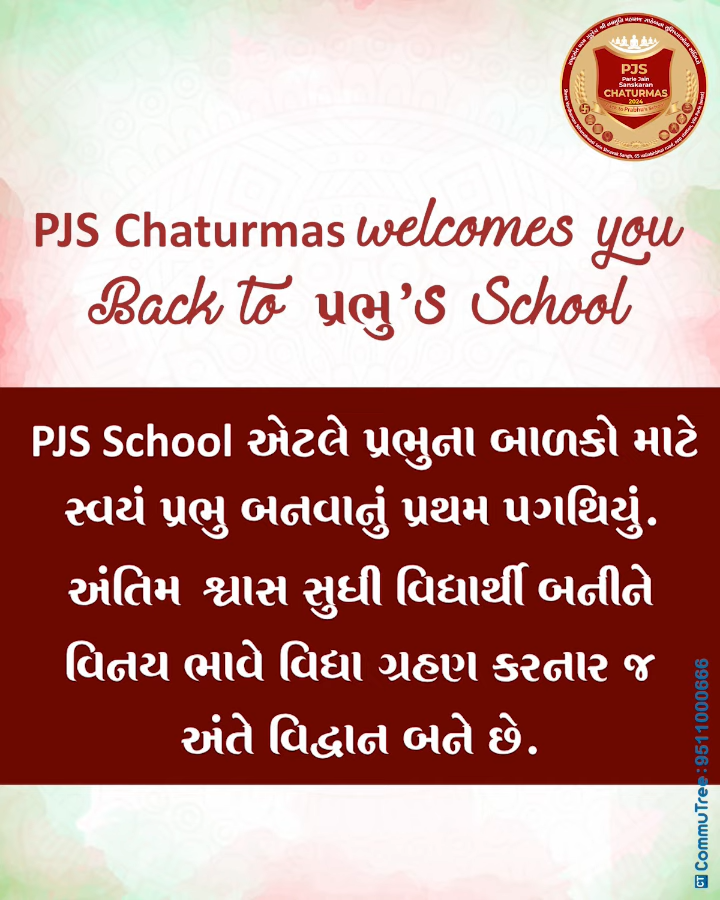 PJS
Parle Jain
Sanskaran
CHATURMAS
2024
PJS Chaturmas welcomes you
Back to પ્રભુ'S School
PJS School એટલે પ્રભુના બાળકો માટે
સ્વયં પ્રભુ બનવાનું પ્રથમ પગથિયું.
અંતિમ શ્વાસ સુધી વિદ્યાર્થી બનીને
વિનય ભાવે વિદ્યા ગ્રહણ કરનાર જ
અંતે વિદ્વાન બને છે.
CT CommuTree: 9511000666